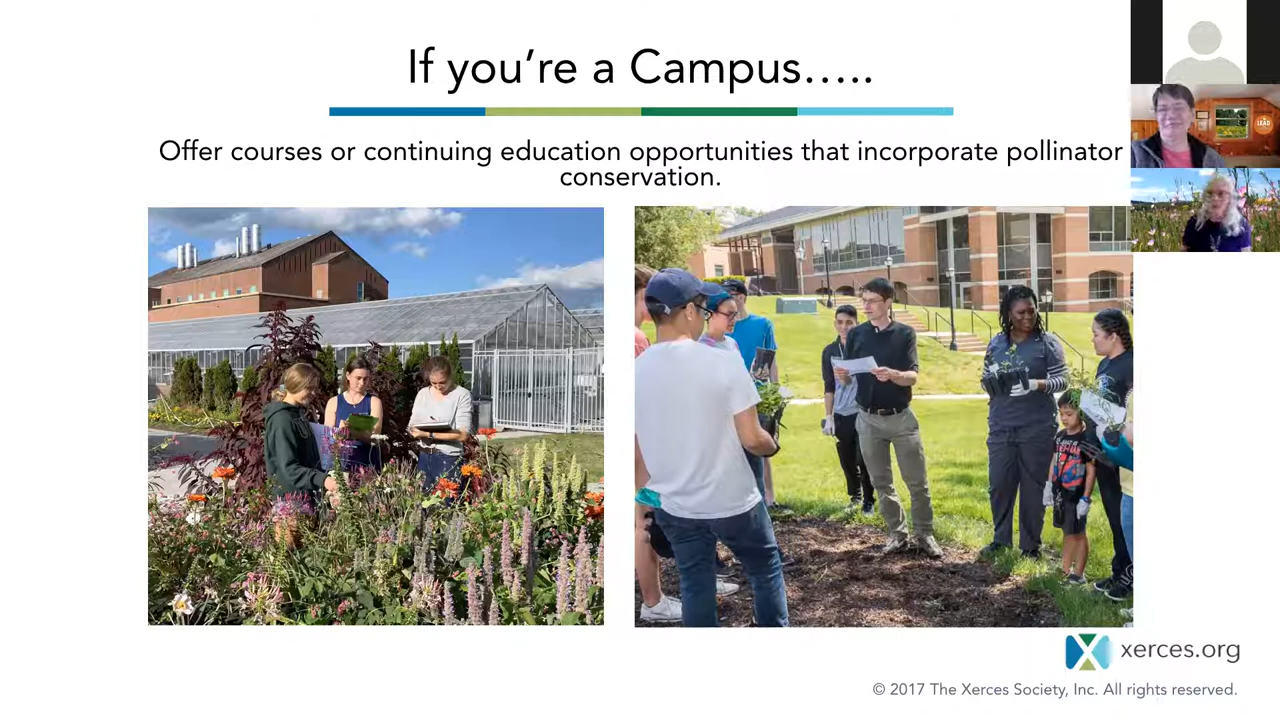 If you’re a Campus…..
Offer courses or continuing education opportunities that incorporate pollinator
conservation.
LEAD
xerces.org
© 2017 The Xerces Society, Inc. All rights reserved.